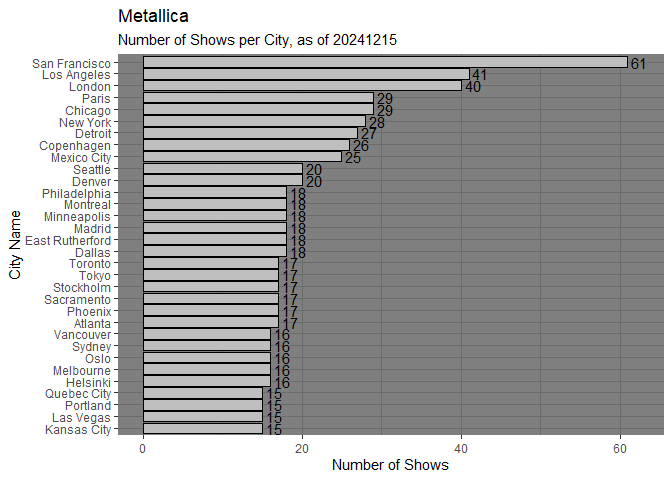 Metallica
Number of Shows per City, as of 20241215
City Name
San Francisco 61
Los Angeles 41
London 40
Paris 29
Chicago 29
New York 28
Detroit 27
Copenhagen 26
Mexico City 25
Seattle 20
Denver 20
Philadelphia 18
Montreal 18
Minneapolis 18
Madrid 18
East Rutherford 18
Dallas 18
Toronto 17
Tokyo 17
Stockholm 17
Sacramento 17
Phoenix 17
Atlanta 17
Vancouver 16
Sydney 16
Oslo 16
Melbourne 16
Helsinki 16
Quebec City 15
Portland 15
Las Vegas 15
Kansas City 15
0 20 40 60
Number of Shows